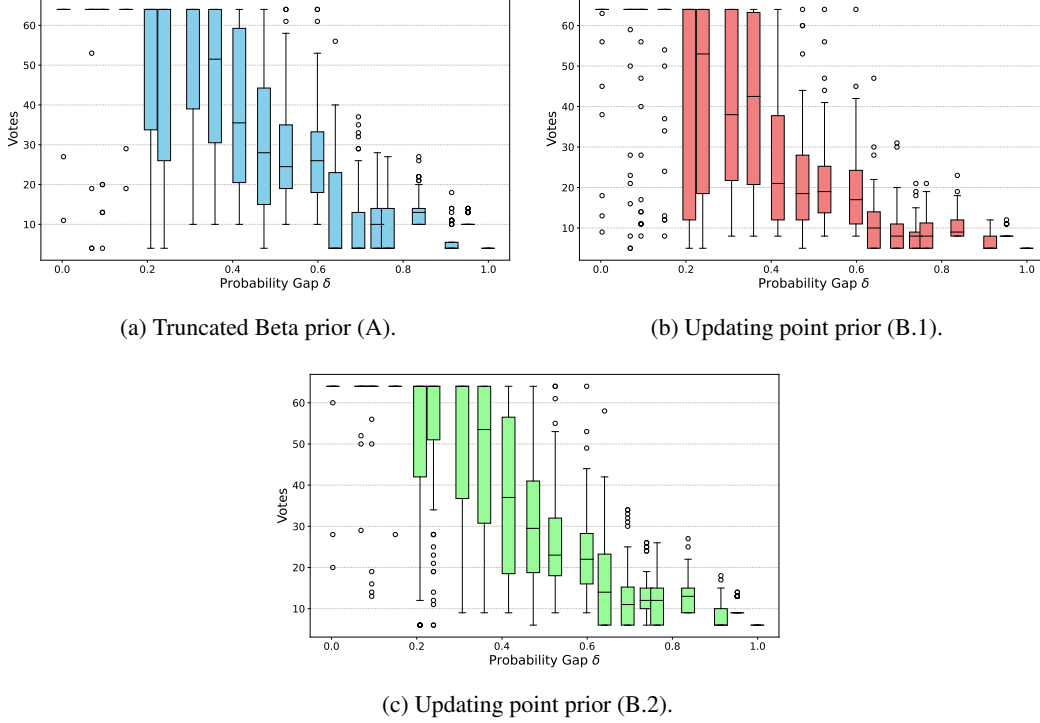 60
50
40
30
20
10
Votes
0.0 0.2 0.4 0.6 0.8 1.0
Probability Gap δ
(a) Truncated Beta prior (A).
60
50
40
30
20
10
Votes
0.0 0.2 0.4 0.6 0.8 1.0
Probability Gap δ
(b) Updating point prior (B.1).
60
50
40
30
20
10
Votes
0.0 0.2 0.4 0.6 0.8 1.0
Probability Gap δ
(c) Updating point prior (B.2).